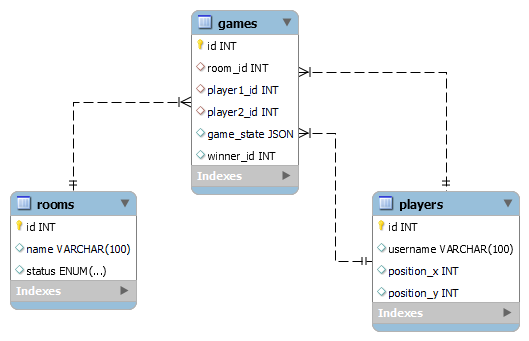 games
id INT
room_id INT
player1_id INT
player2_id INT
game_state JSON
winner_id INT
Indexes
rooms
id INT
name VARCHAR(100)
status ENUM(...)
Indexes
players
id INT
username VARCHAR(100)
position_x INT
position_y INT
Indexes